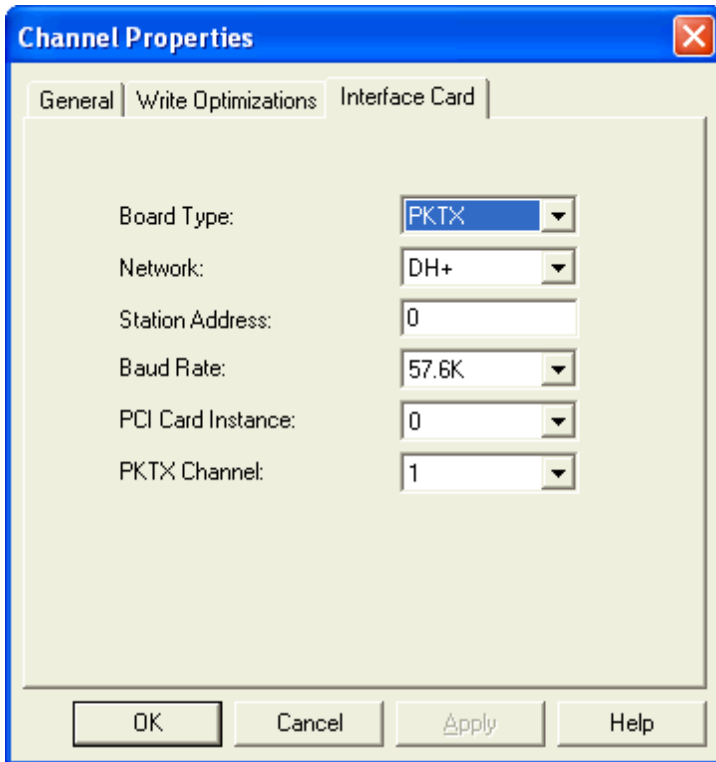 Channel Properties
General Write Optimizations Interface Card
Board Type: PKTX
Network: DH+
Station Address: 0
Baud Rate: 57.6K
PCI Card Instance: 0
PKTX Channel: 1
OK Cancel Apply Help